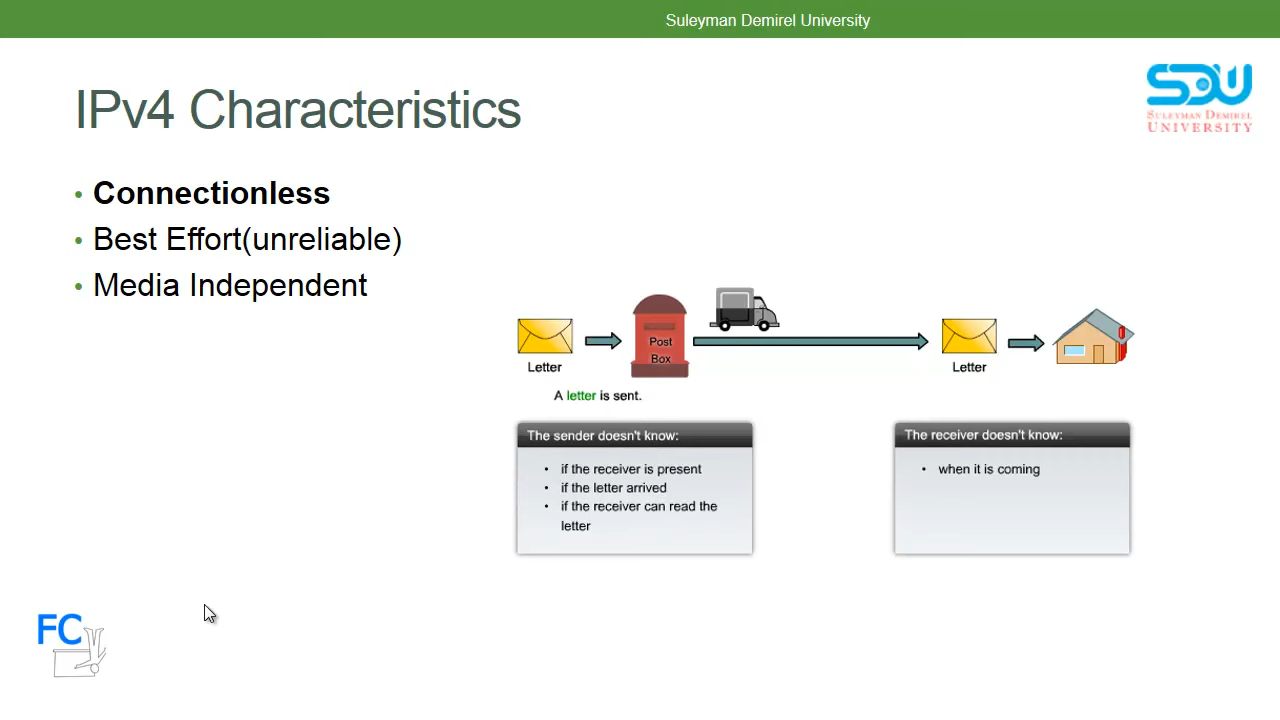 Suleyman Demirel University
IPv4 Characteristics
SDU
SULEYMAN DEMIREL
UNIVERSITY
• Connectionless
• Best Effort(unreliable)
• Media Independent
Post
Box
Letter
Letter
A letter is sent.
The sender doesn't know:
• if the receiver is present
• if the letter arrived
• if the receiver can read the
letter
The receiver doesn't know:
• when it is coming
FC